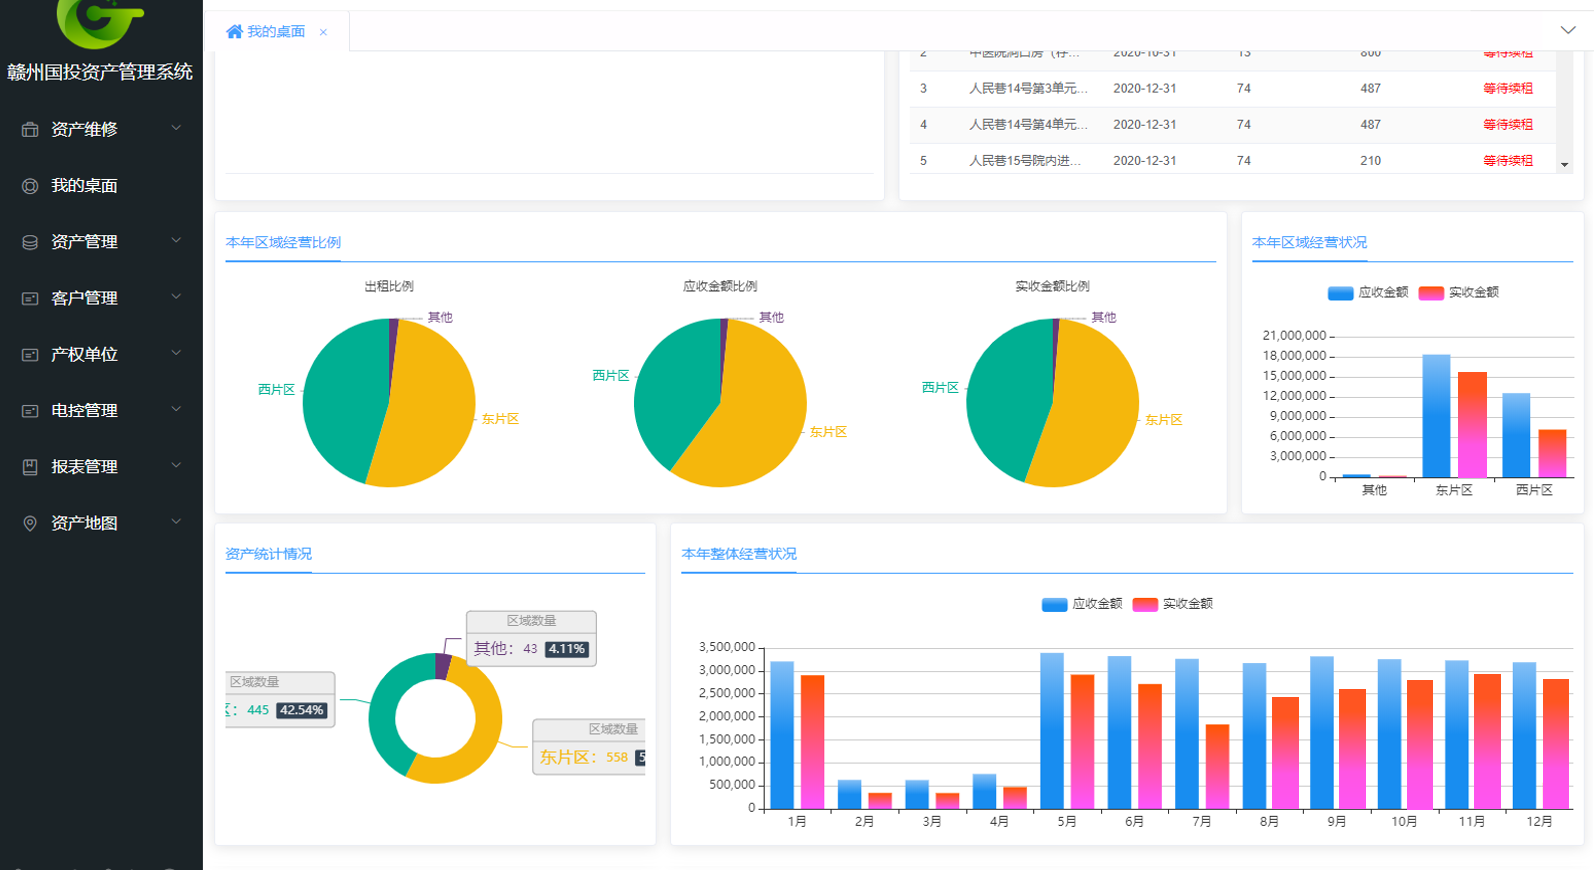 赣州国投资产管理系统
资产维修
我的桌面
资产管理
客户管理
产权单位
电控管理
报表管理
资产地图
我的桌面 ×
2 中医院洞口房（停... 2020-10-31 13 800 等待续租
3 人民巷14号第3单元... 2020-12-31 74 487 等待续租
4 人民巷14号第4单元... 2020-12-31 74 487 等待续租
5 人民巷15号院内进... 2020-12-31 74 210 等待续租
本年区域经营比例
出租比例
其他
西片区
东片区
应收金额比例
其他
西片区
东片区
实收金额比例
其他
西片区
东片区
本年区域经营状况
应收金额 实收金额
21,000,000
18,000,000
15,000,000
12,000,000
9,000,000
6,000,000
3,000,000
0
其他 东片区 西片区
资产统计情况
区域数量
其他： 43 4.11%
区域数量
区： 445 42.54%
区域数量
东片区： 558 5
本年整体经营状况
应收金额 实收金额
3,500,000
3,000,000
2,500,000
2,000,000
1,500,000
1,000,000
500,000
0
1月 2月 3月 4月 5月 6月 7月 8月 9月 10月 11月 12月